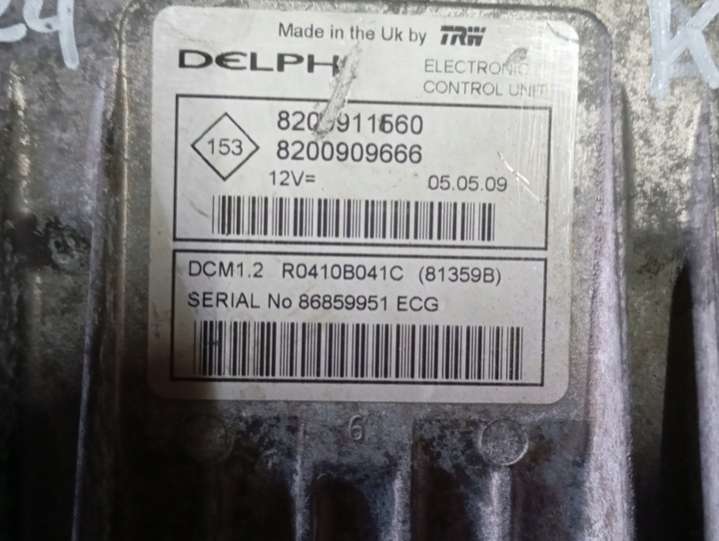 Made in the Uk by TRW
DELPH
ELECTRONIC
CONTROL UNIT
153
8200909666
12V=
05.05.09
DCM1.2 R0410B041C (81359B)
SERIAL No 86859951 ECG
6